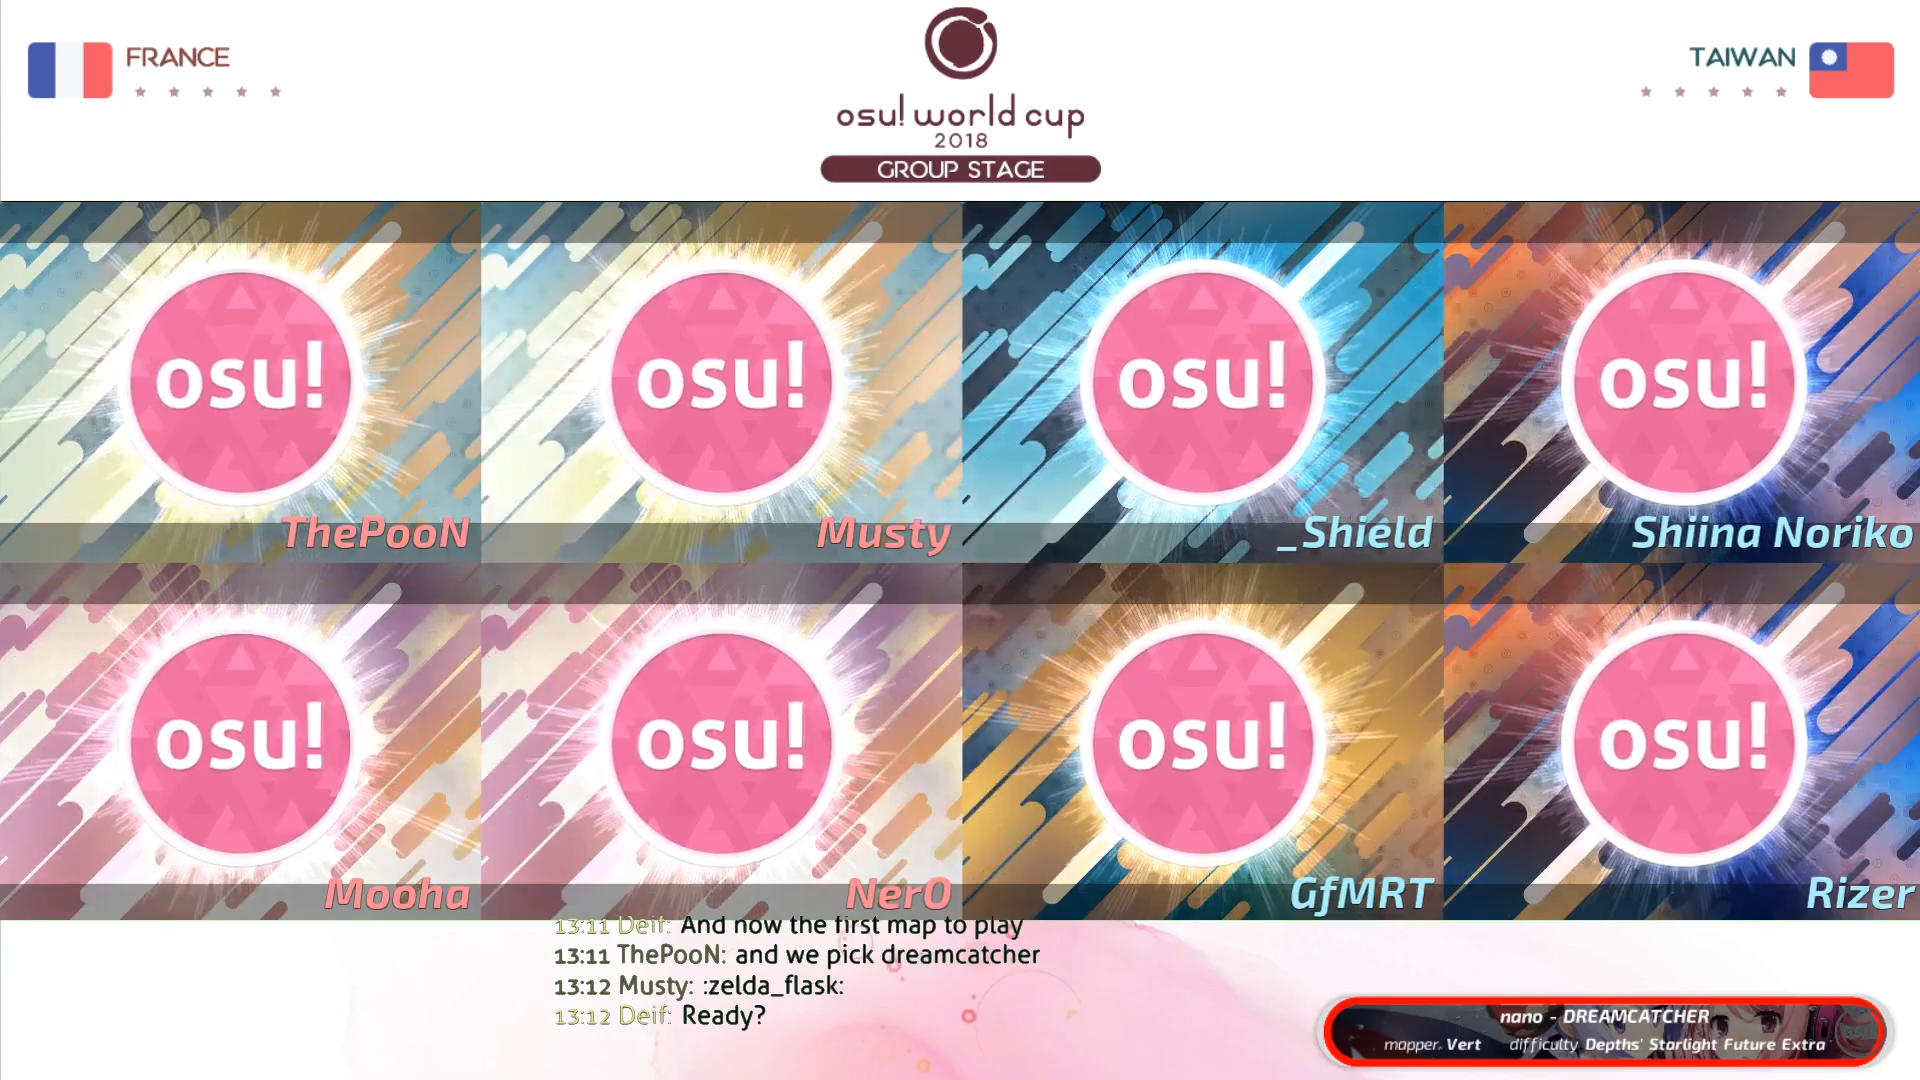 FRANCE
TAIWAN
osu! world cup
2018
GROUP STAGE
osu!
osu!
osu!
osu!
ThePooN
Musty
_Shield
Shiina Noriko
osu!
osu!
osu!
osu!
Mooha
NerO
GfMRT
Rizer
13:11 Deif: And now the first map to play
13:11 ThePooN: and we pick dreamcatcher
13:12 Musty: :zelda_flask:
13:12 Deif: Ready?
nano - DREAMCATCHER
mapper. Vert difficulty Depths' Starlight Future Extra